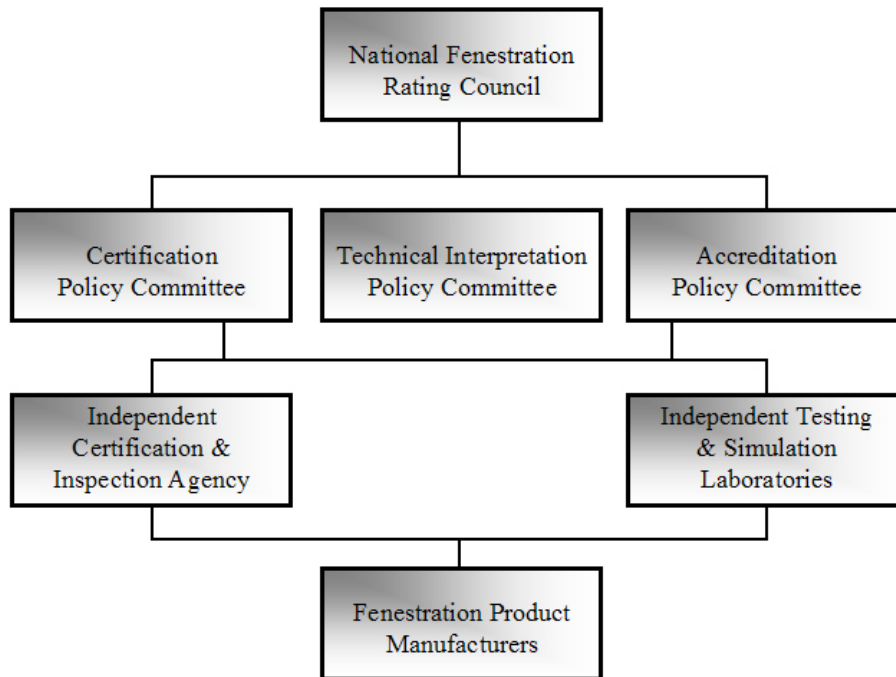 National Fenestration
Rating Council
Certification
Policy Committee
Technical Interpretation
Policy Committee
Accreditation
Policy Committee
Independent
Certification &
Inspection Agency
Independent Testing
& Simulation
Laboratories
Fenestration Product
Manufacturers